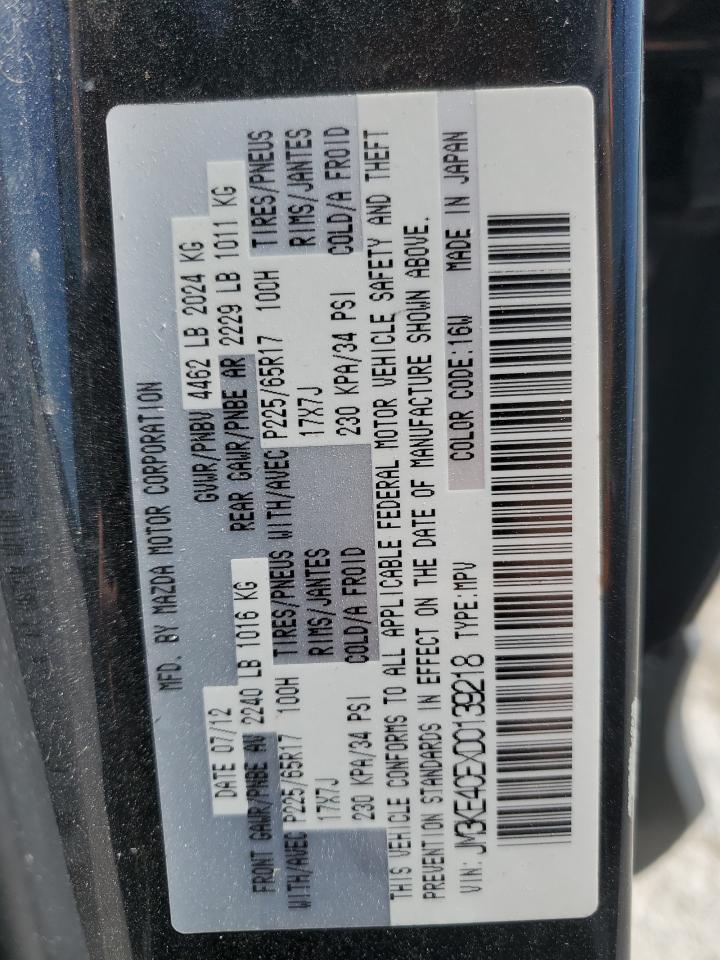 MFD. BY MAZDA MOTOR CORPORATION
DATE 07/12 GVWR/PNBV 4462 LB 2024 KG
FRONT GAWR/PNBE AV 2240 LB 1016 KG REAR GAWR/PNBE AR 2229 LB 1011 KG
WITH/AVEC P225/65R17 100H TIRES/PNEUS WITH/AVEC P225/65R17 100H TIRES/PNEUS
17X7J RIMS/JANTES 17X7J RIMS/JANTES
230 KPA/34 PSI COLD/A FROID 230 KPA/34 PSI COLD/A FROID
THIS VEHICLE CONFORMS TO ALL APPLICABLE FEDERAL MOTOR VEHICLE SAFETY AND THEFT
PREVENTION STANDARDS IN EFFECT ON THE DATE OF MANUFACTURE SHOWN ABOVE.
VIN: JM3KE4CEXD0139218 TYPE:MPV COLOR CODE:16W MADE IN JAPAN